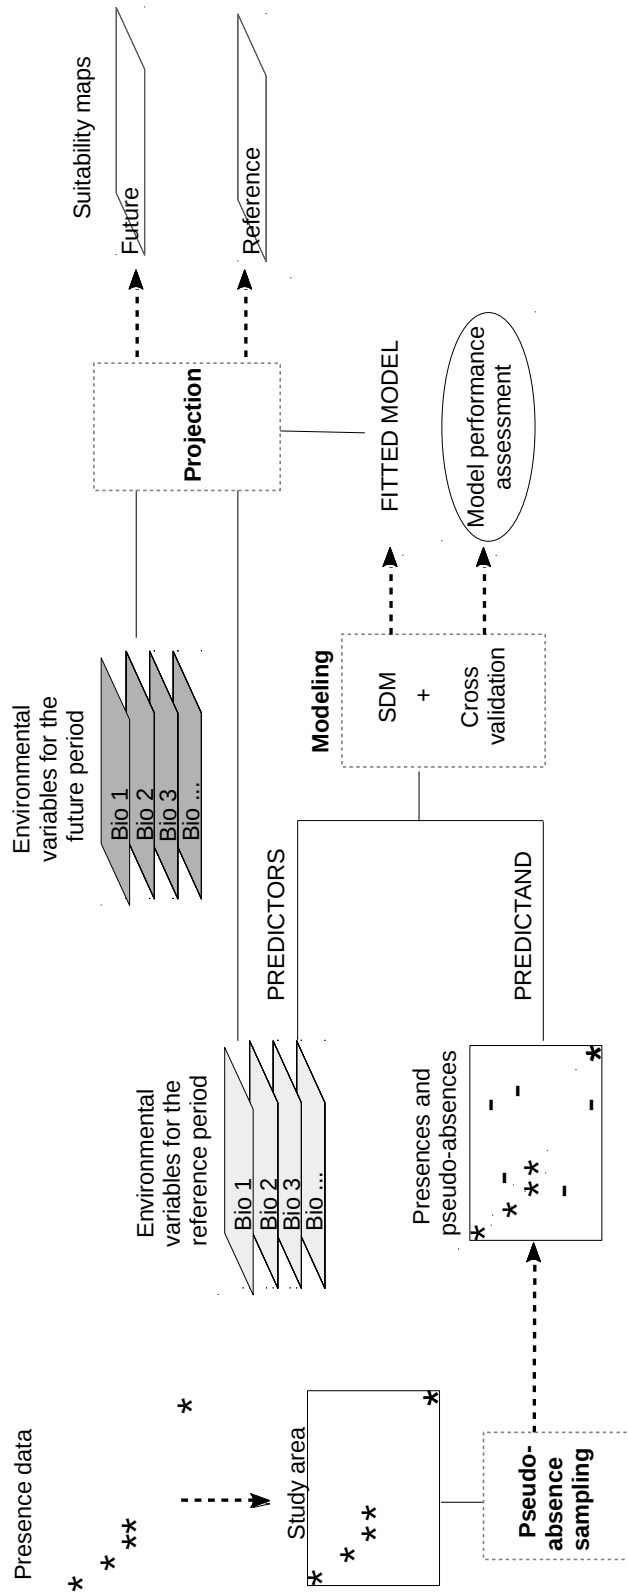 Presence data
Study area
Pseudo-
absence
sampling
Environmental
variables for the
reference period
Bio 1
Bio 2
Bio 3
Bio ...
Presences and
pseudo-absences
PREDICTORS
PREDICTAND
Environmental
variables for the
future period
Bio 1
Bio 2
Bio 3
Bio ...
Modeling
SDM
+
Cross
validation
FITTED MODEL
Model performance
assessment
Projection
Suitability maps
Future
Reference